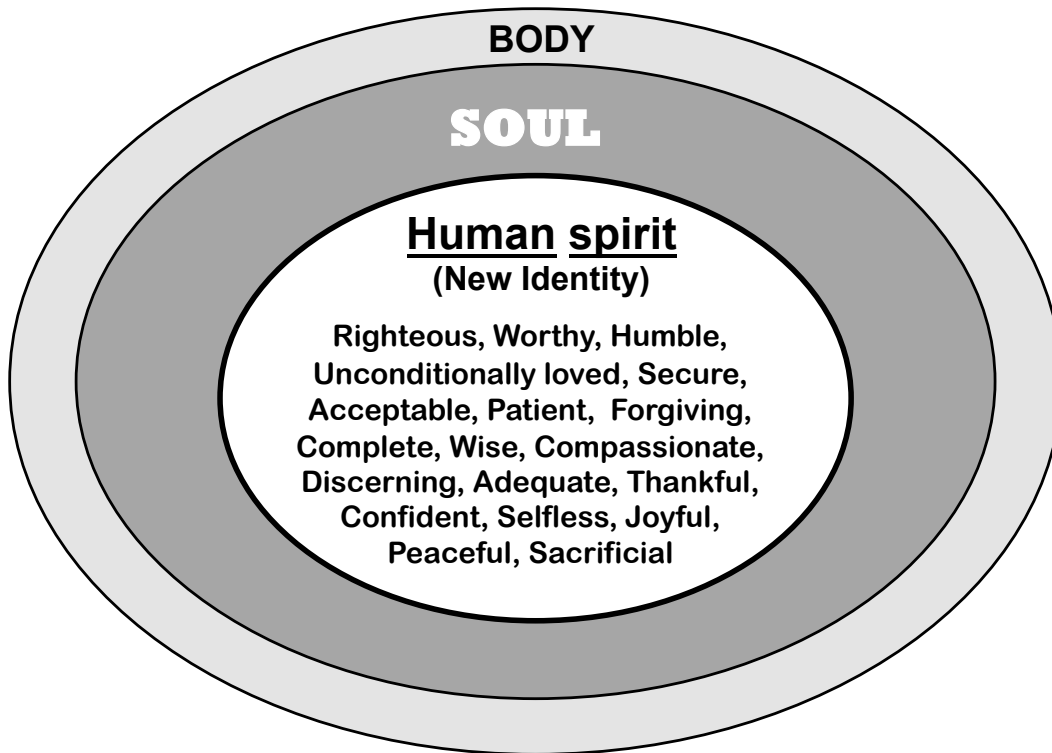 BODY
SOUL
Human spirit
(New Identity)
Righteous, Worthy, Humble,
Unconditionally loved, Secure,
Acceptable, Patient,  Forgiving,
Complete, Wise, Compassionate,
Discerning, Adequate, Thankful,
Confident, Selfless, Joyful,
Peaceful, Sacrificial